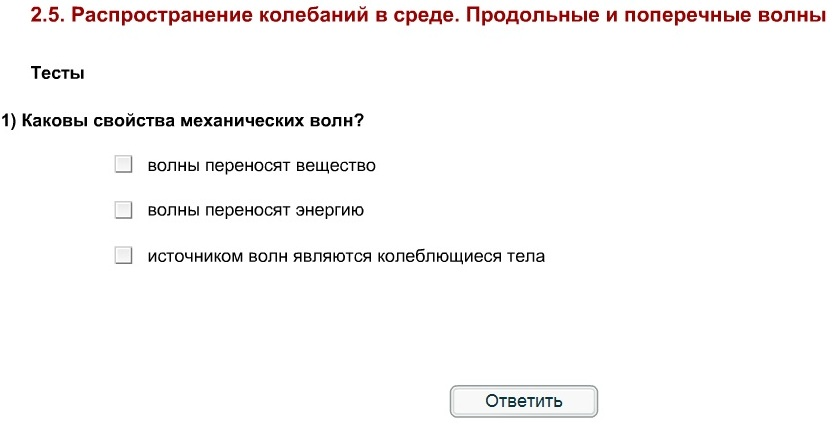 2.5. Распространение колебаний в среде. Продольные и поперечные волны
Тесты
1) Каковы свойства механических волн?
волны переносят вещество
волны переносят энергию
источником волн являются колеблющиеся тела
Ответить